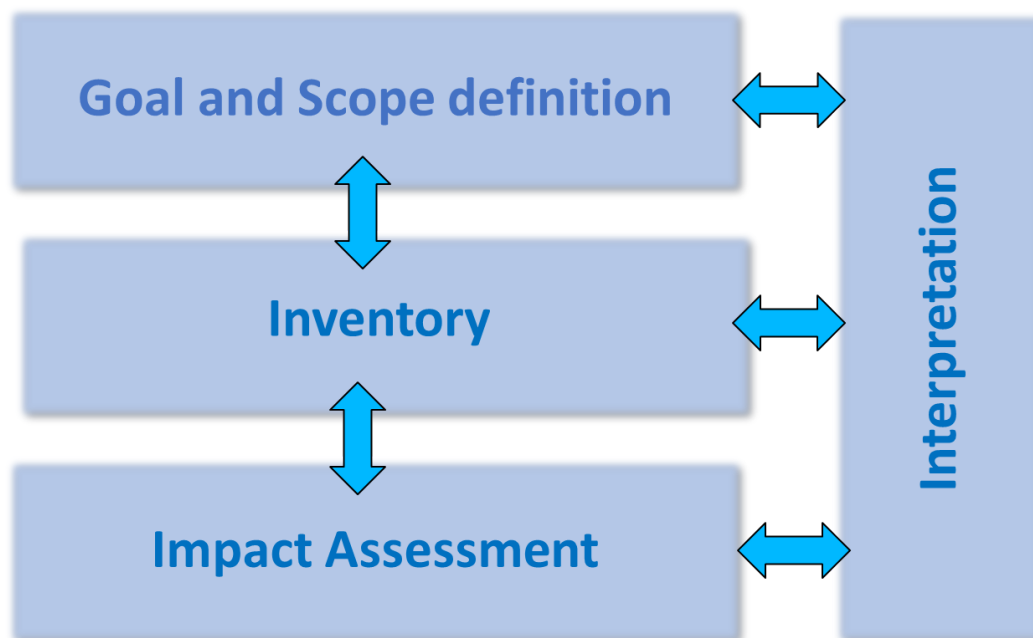 Goal and Scope definition
Inventory
Impact Assessment
Interpretation